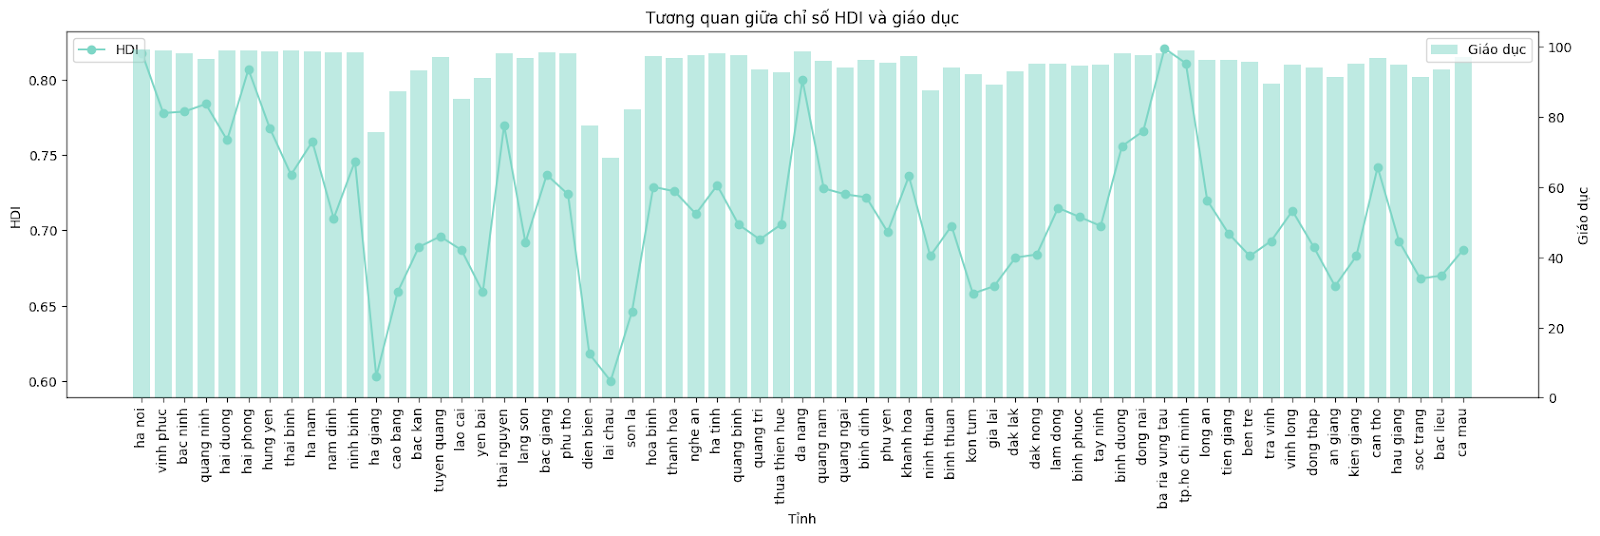 Tương quan giữa chỉ số HDI và giáo dục
HDI
Giáo dục
0.80
0.75
0.70
0.65
0.60
HDI
100
80
60
40
20
0
Giáo dục
ha noi
vinh phuc
bac ninh
quang ninh
hai duong
hai phong
hung yen
thai binh
ha nam
nam dinh
ninh binh
ha giang
cao bang
bac kan
tuyen quang
lao cai
yen bai
thai nguyen
lang son
bac giang
phu tho
dien bien
lai chau
son la
hoa binh
thanh hoa
nghe an
ha tinh
quang binh
quang tri
thua thien hue
da nang
quang nam
quang ngai
binh dinh
phu yen
khanh hoa
ninh thuan
binh thuan
kon tum
gia lai
dak lak
dak nong
lam dong
binh phuoc
tay ninh
binh duong
dong nai
ba ria vung tau
tp.ho chi minh
long an
tien giang
ben tre
tra vinh
vinh long
dong thap
an giang
kien giang
can tho
hau giang
soc trang
bac lieu
ca mau
Tỉnh